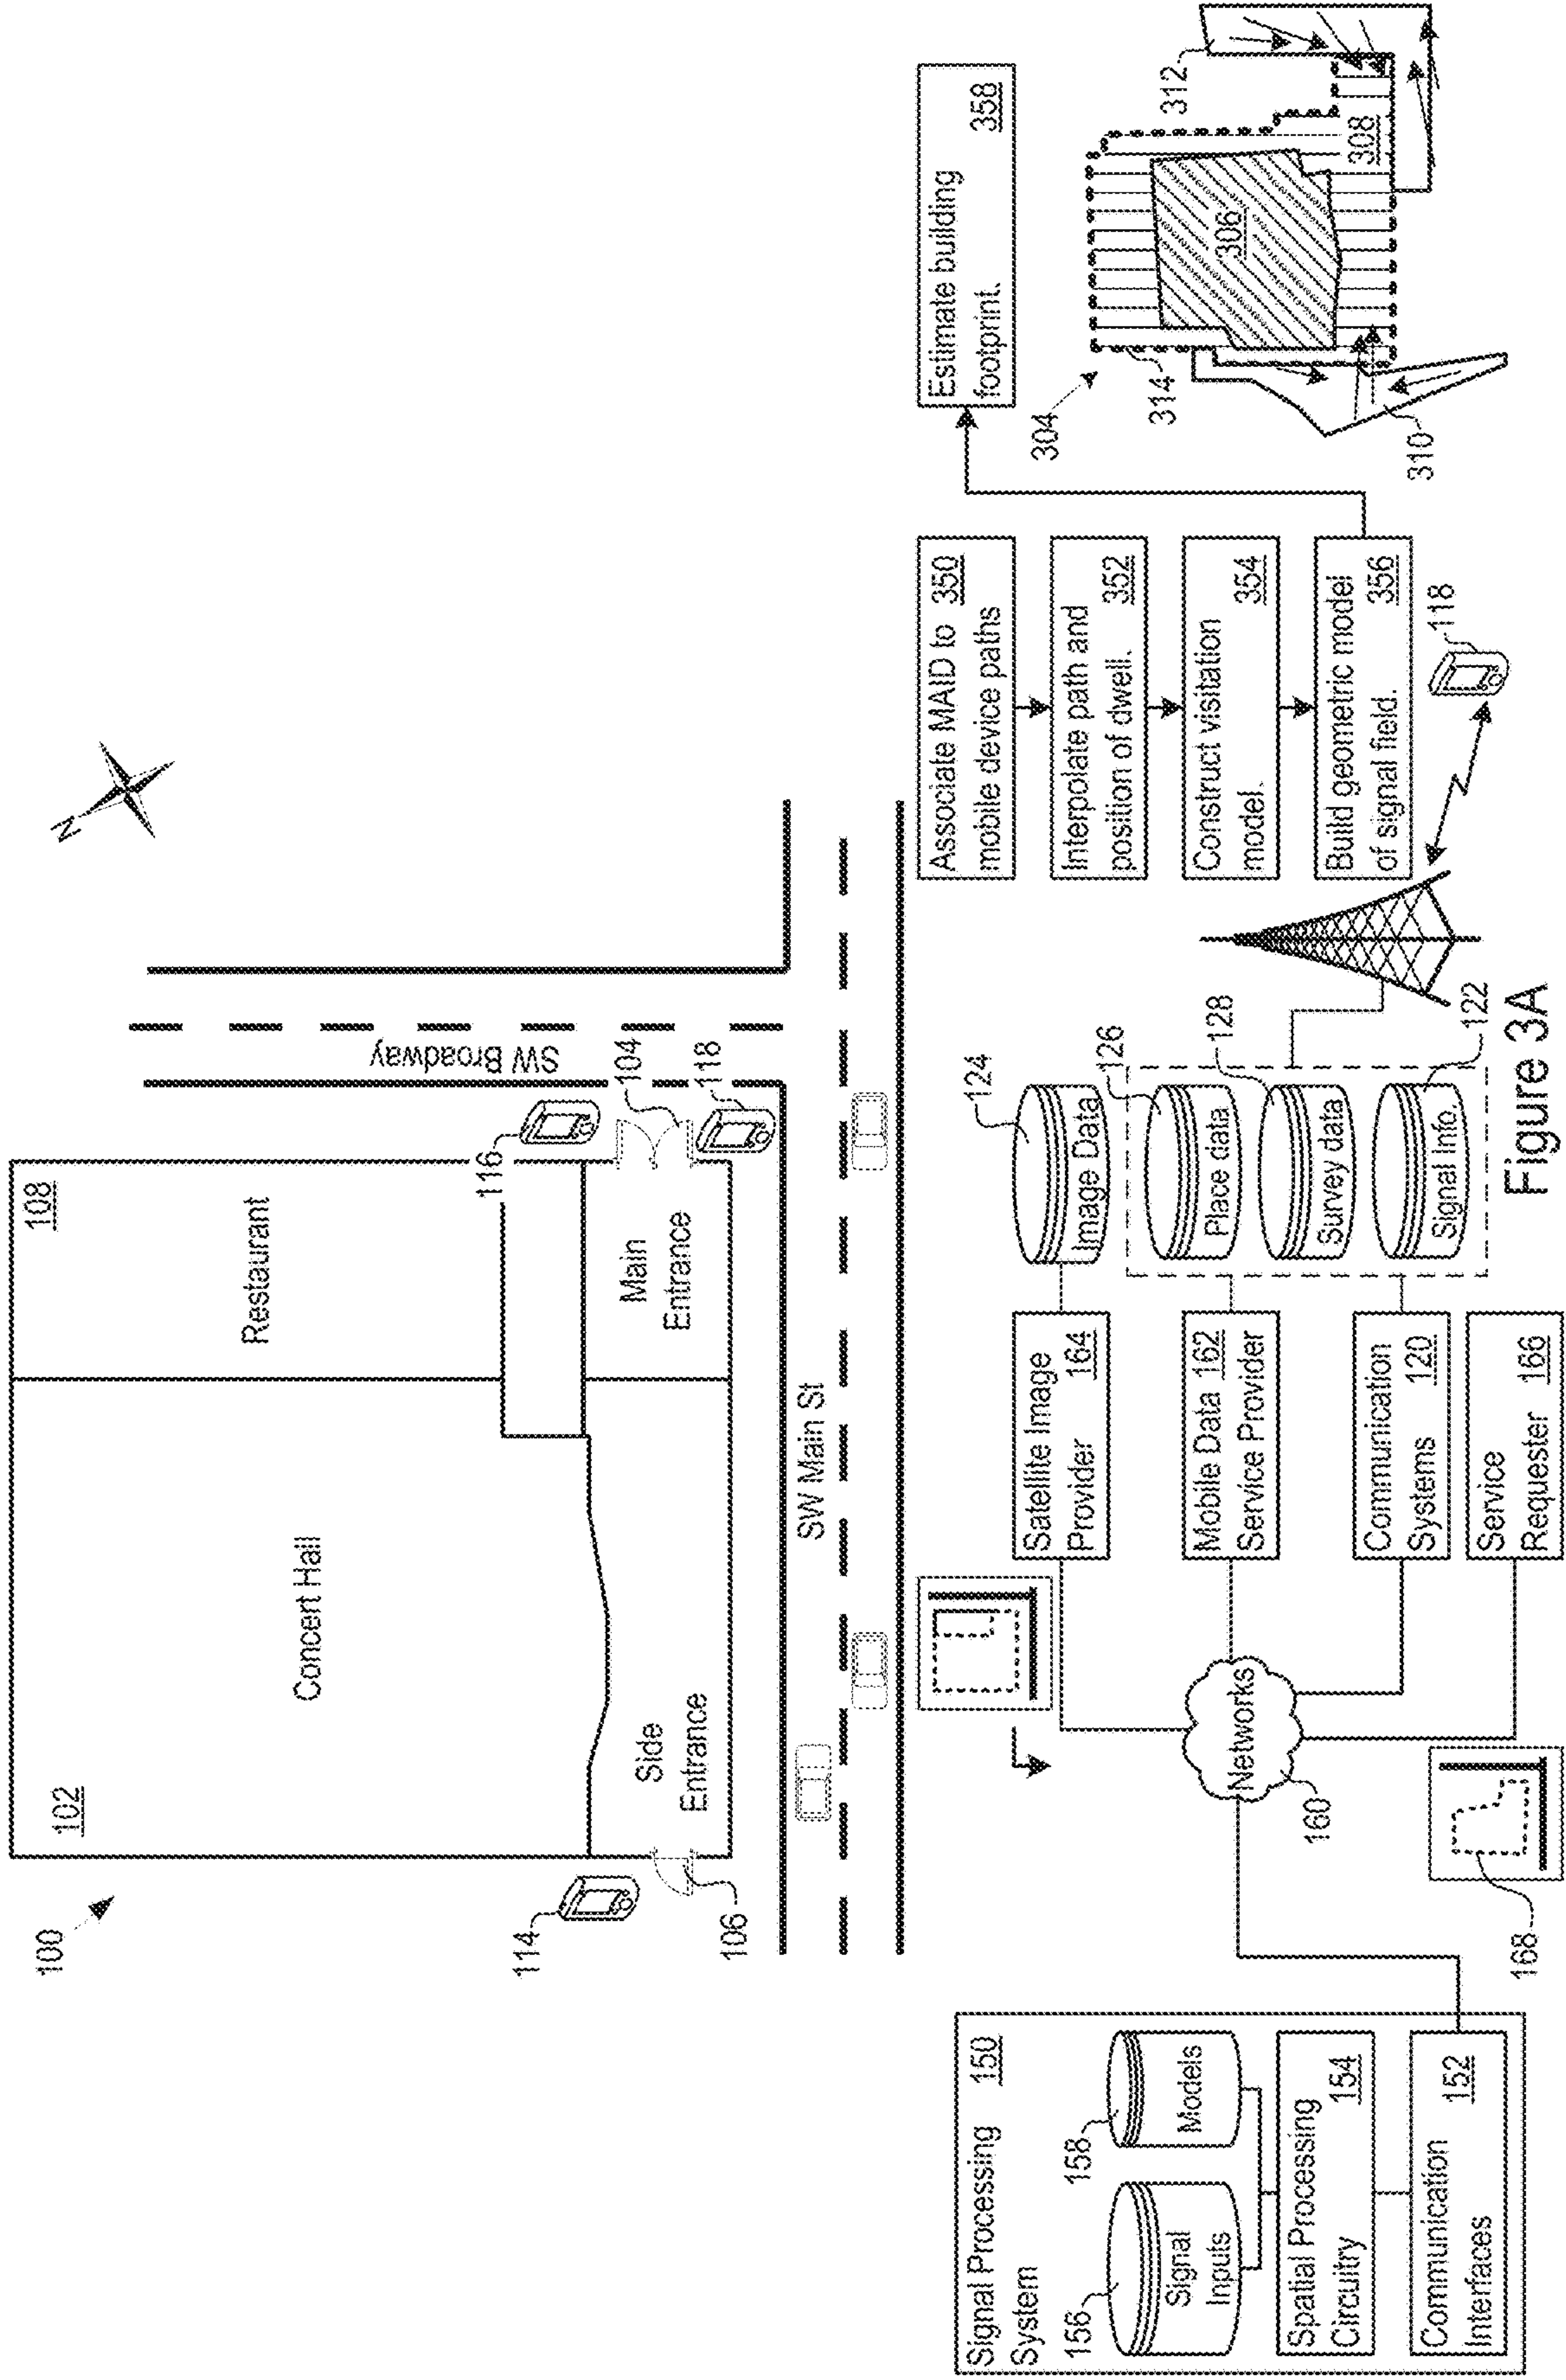 100
102
Concert Hall
Restaurant
108
Side
Entrance
Main
Entrance
114
106
116
104
118
SW Broadway
SW Main St
N
Signal Processing
System
150
156
158
Signal
Inputs
Models
Spatial Processing
Circuitry
154
Communication
Interfaces
152
Networks
160
168
Satellite Image
Provider
164
Mobile Data
162
Service Provider
Communication
Systems
120
Service
Requester
166
124
Image Data
126
Place data
128
Survey data
122
Signal Info.
118
Associate MAID to
350
mobile device paths
Interpolate path and
position of dwell.
352
Construct visitation
model.
354
Build geometric model
356
of signal field.
Estimate building
footprint.
358
304
314
306
312
308
310
Figure 3A